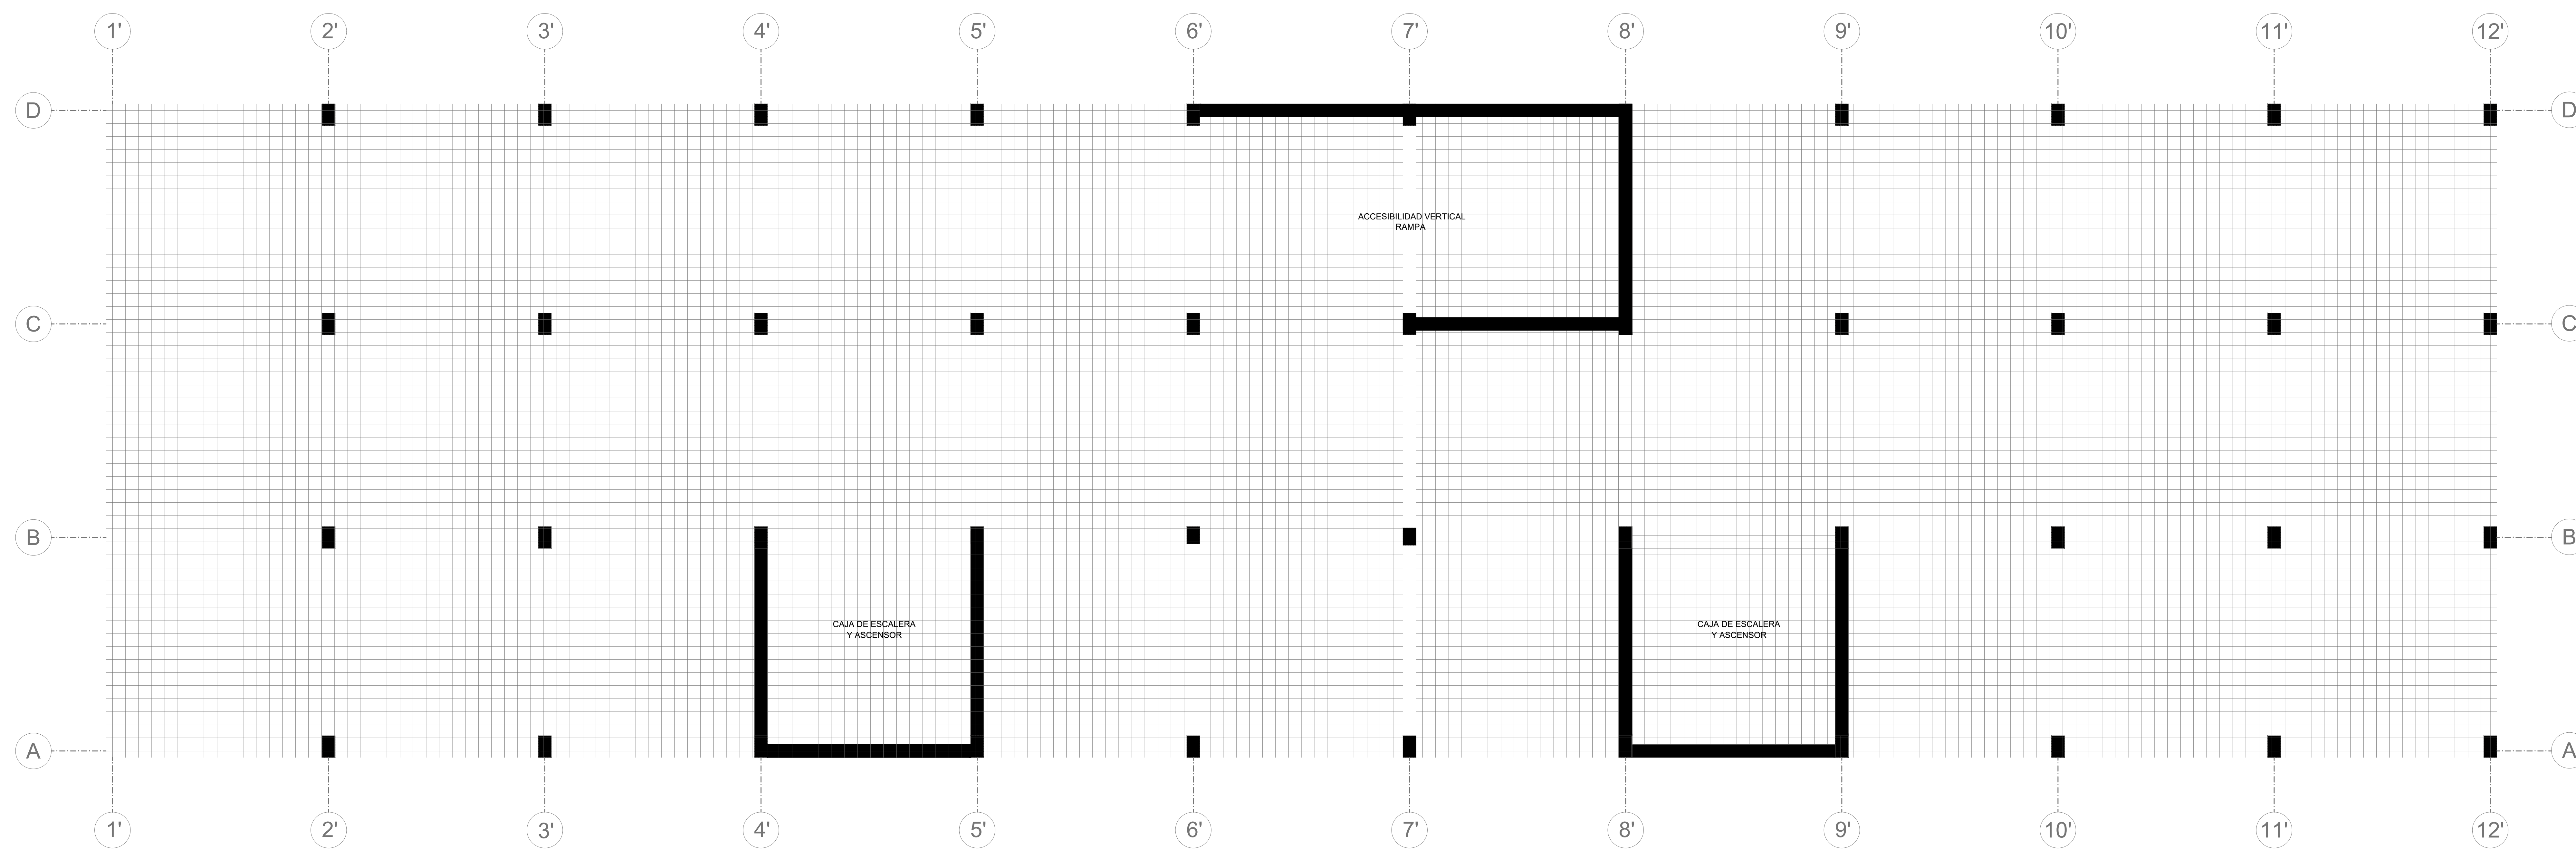 1' 2' 3' 4' 5' 6' 7' 8' 9' 10' 11' 12'
D D
ACCESIBILIDAD VERTICAL
RAMPA
C C
B B
CAJA DE ESCALERA CAJA DE ESCALERA
Y ASCENSOR Y ASCENSOR
A A
1' 2' 3' 4' 5' 6' 7' 8' 9' 10' 11' 12'